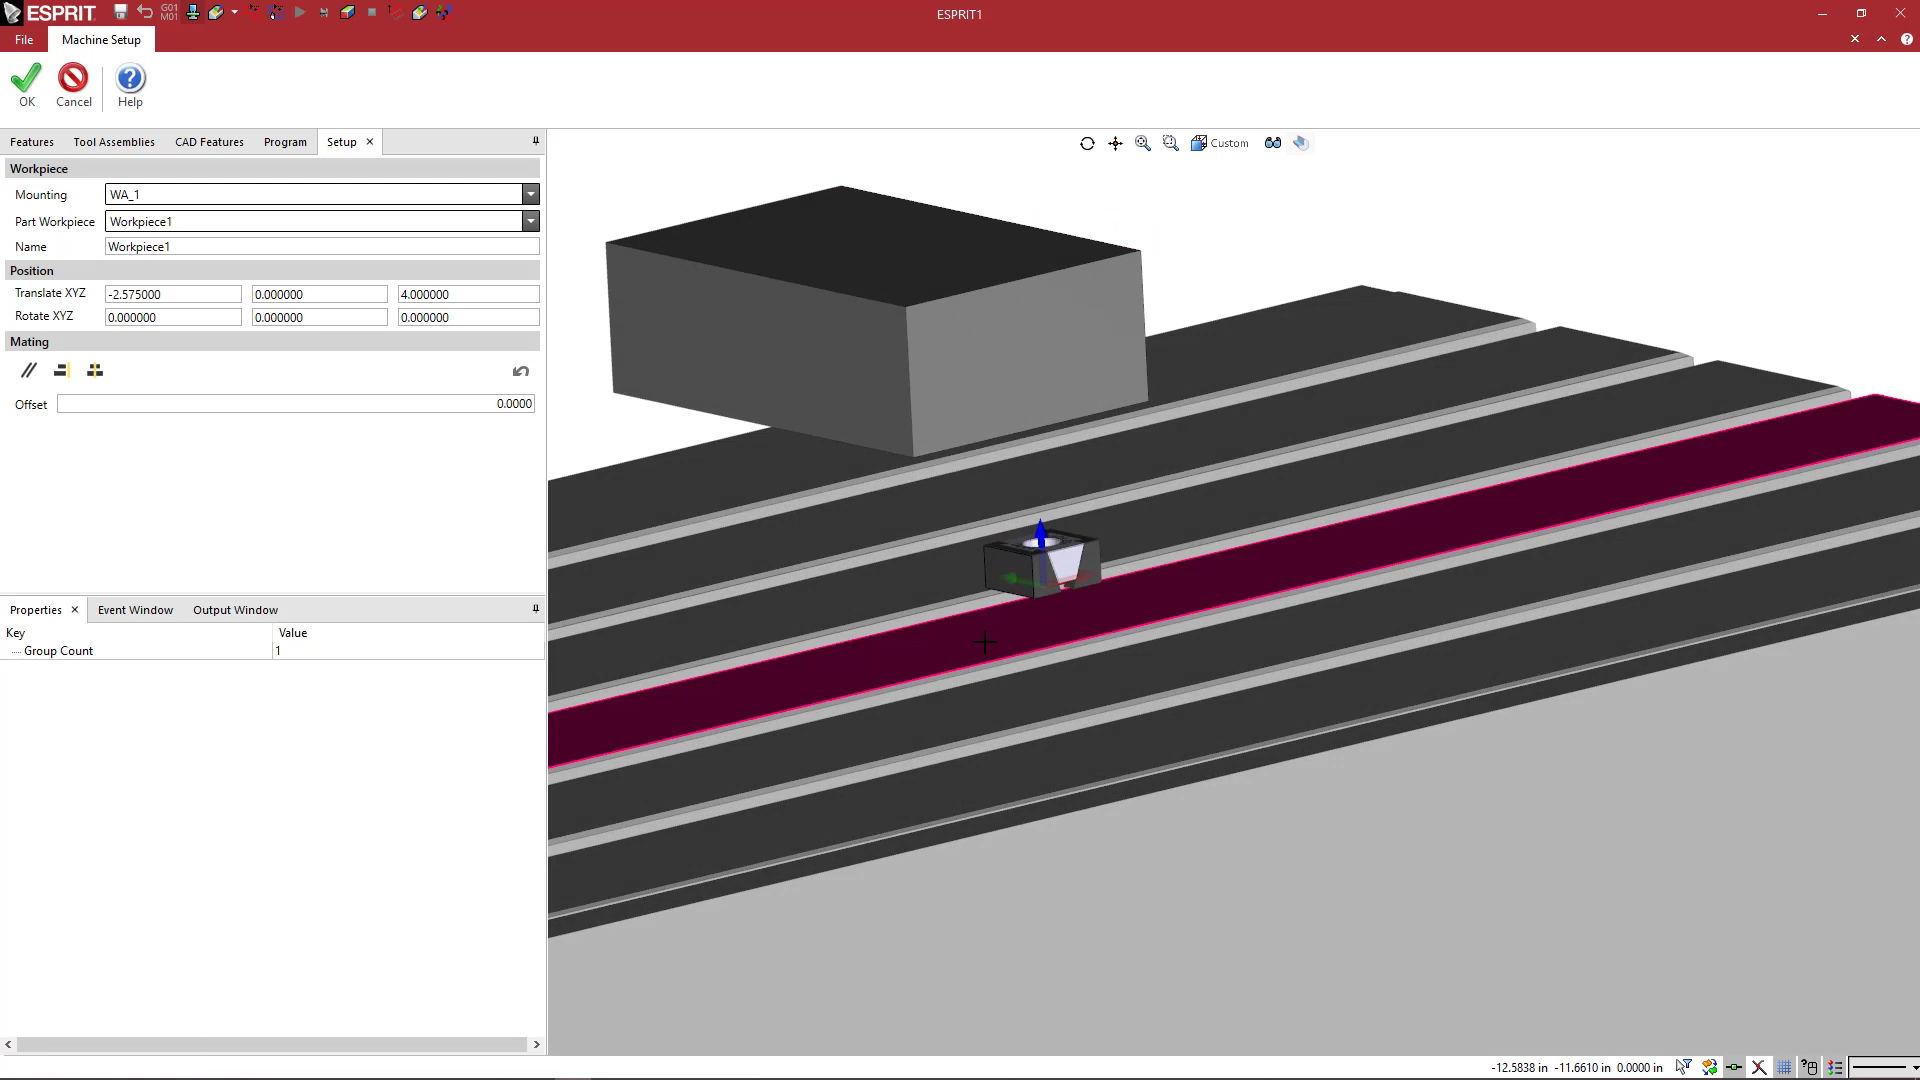 ESPRIT G01 M01 ESPRIT1
File Machine Setup
OK Cancel Help
Features Tool Assemblies CAD Features Program Setup
Custom
Workpiece
Mounting WA_1
Part Workpiece Workpiece1
Name Workpiece1
Position
Translate XYZ -2.575000 0.000000 4.000000
Rotate XYZ 0.000000 0.000000 0.000000
Mating
Offset 0.0000
Properties Event Window Output Window
Key Value
Group Count 1
-12.5838 in -11.6610 in 0.0000 in